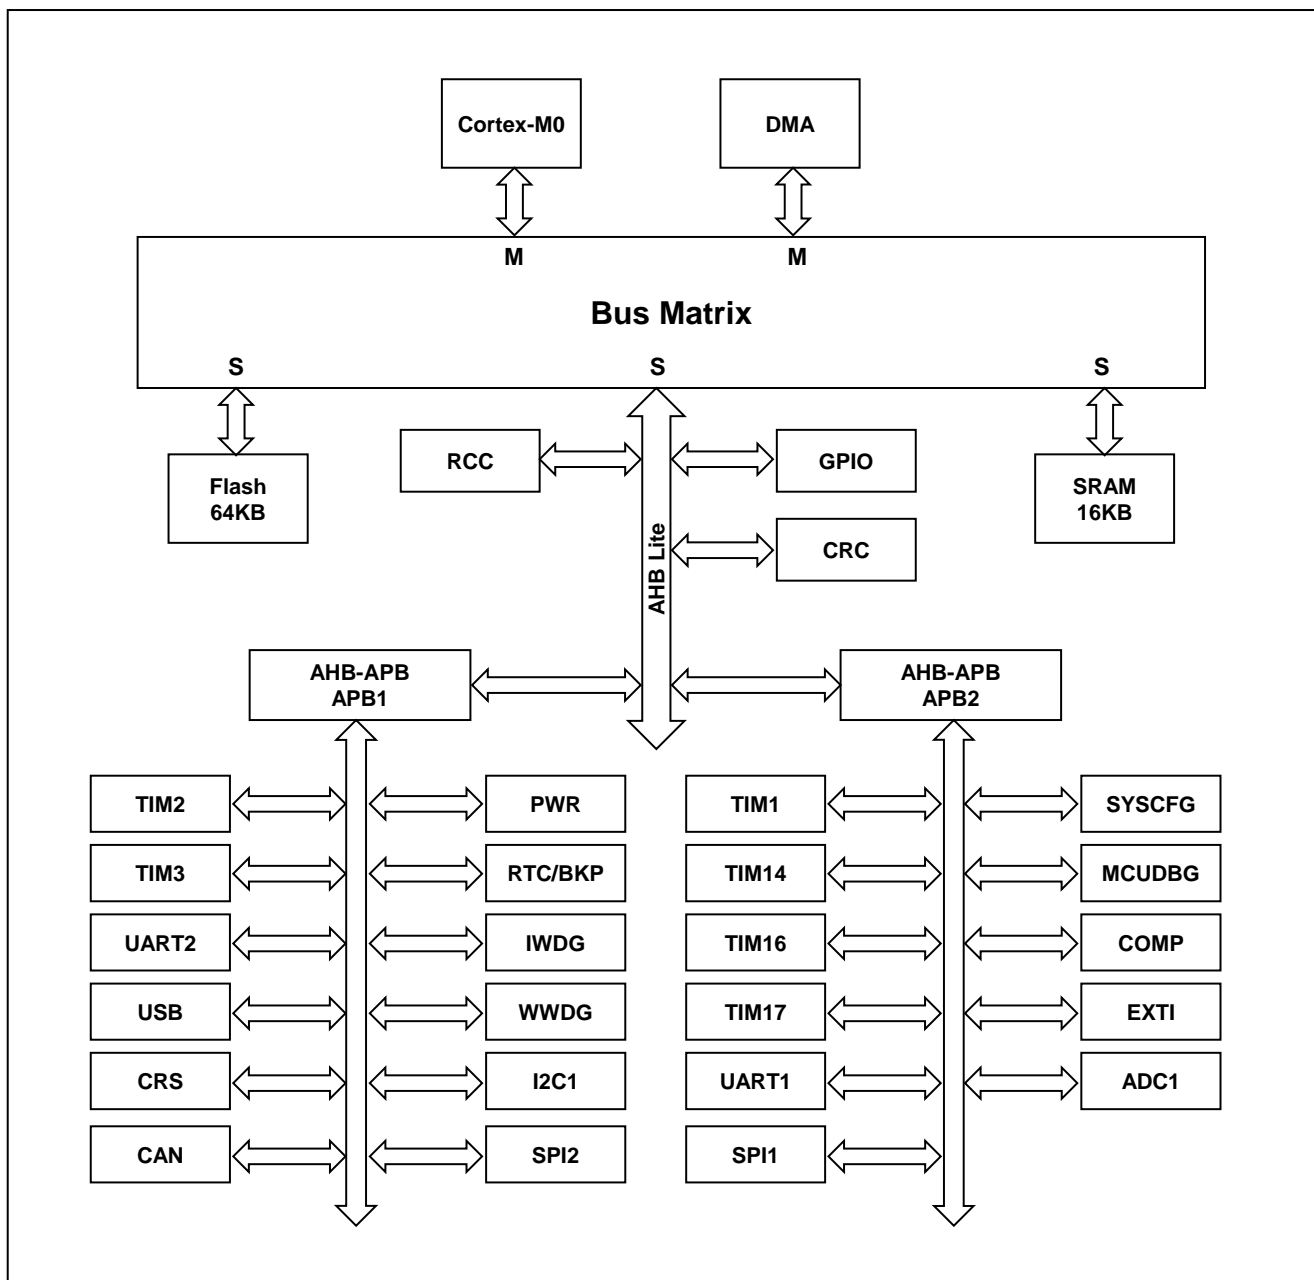 Cortex-M0
DMA
M
M
Bus Matrix
S
S
S
RCC
GPIO
Flash
64KB
SRAM
16KB
CRC
AHB Lite
AHB-APB
APB1
AHB-APB
APB2
TIM2
PWR
TIM1
SYSCFG
TIM3
RTC/BKP
TIM14
MCUDBG
UART2
IWDG
TIM16
COMP
USB
WWDG
TIM17
EXTI
CRS
I2C1
UART1
ADC1
CAN
SPI2
SPI1